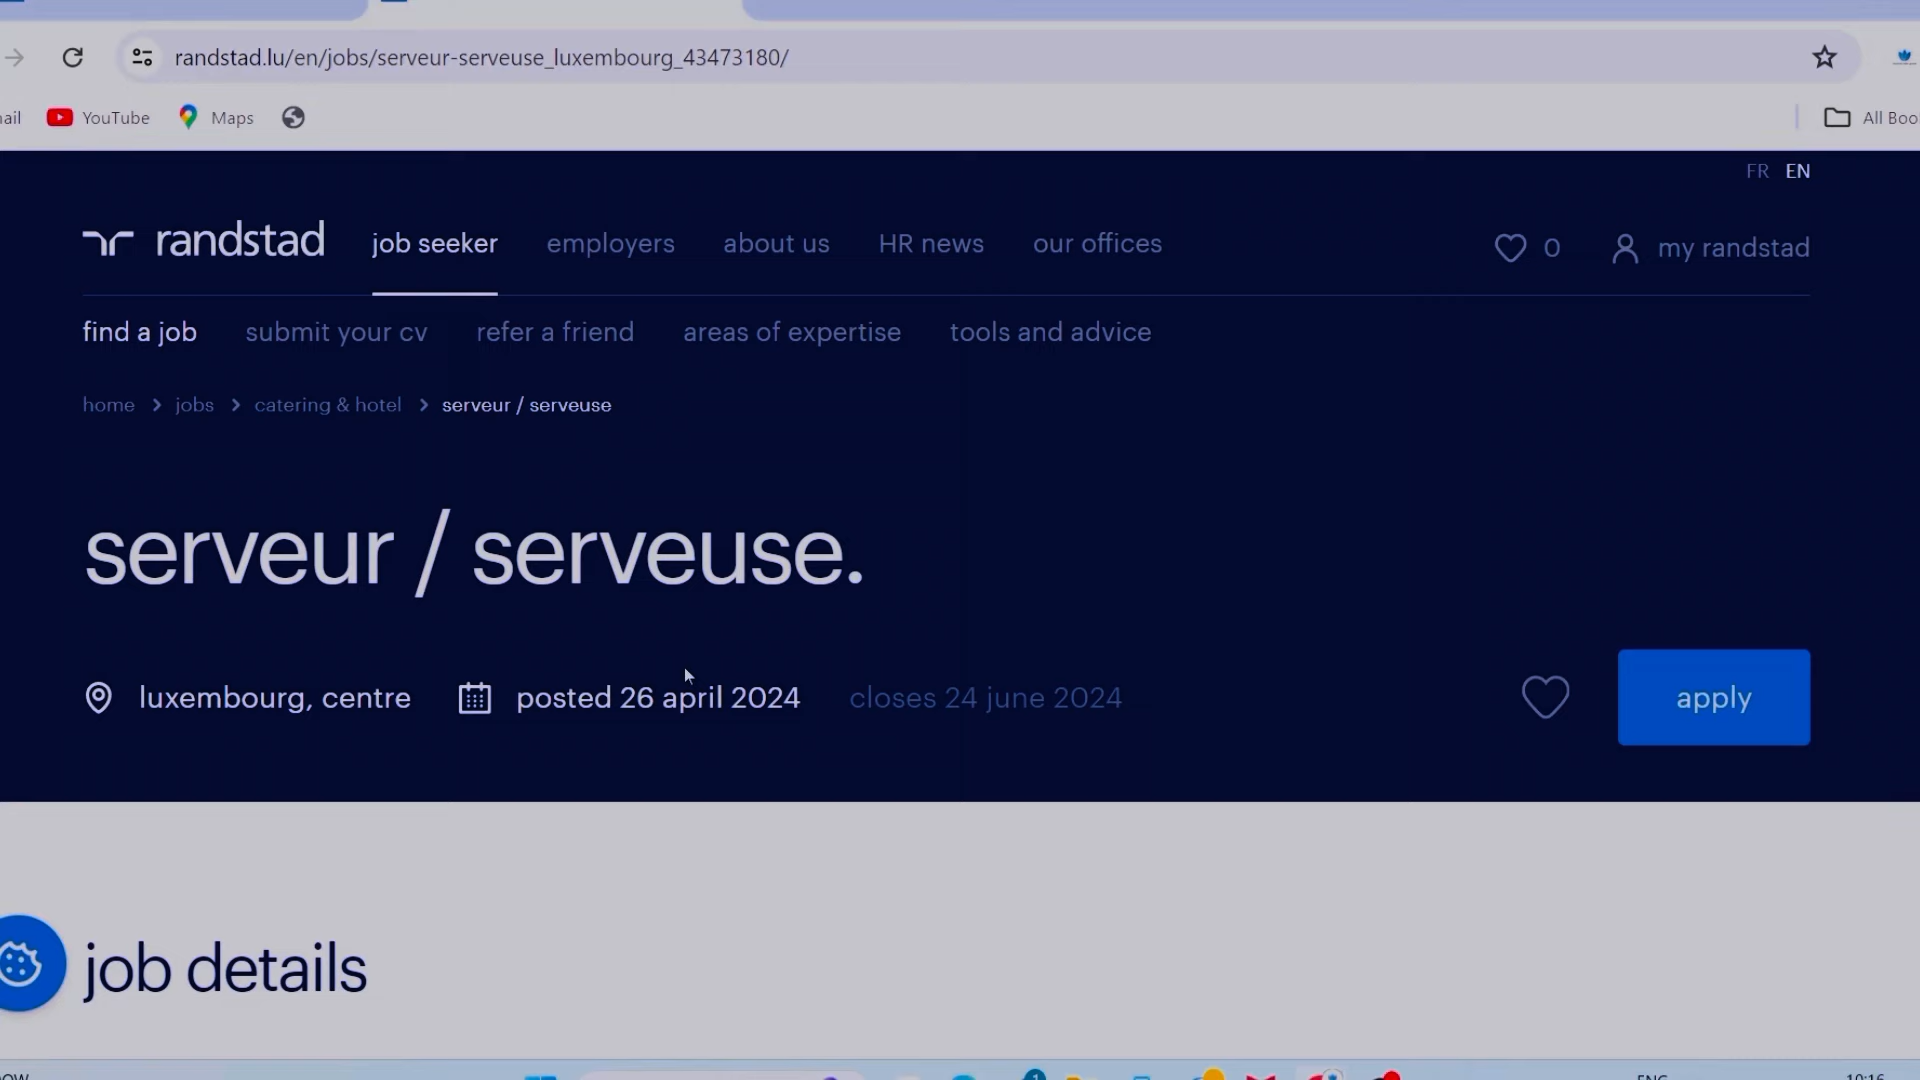 randstad.lu/en/jobs/serveur-serveuse_luxembourg_43473180/
YouTube Maps
FR EN
randstad job seeker employers about us HR news our offices 0 my randstad
find a job submit your cv refer a friend areas of expertise tools and advice
home > jobs > catering & hotel > serveur / serveuse
serveur / serveuse.
luxembourg, centre posted 26 april 2024 closes 24 june 2024 apply
job details